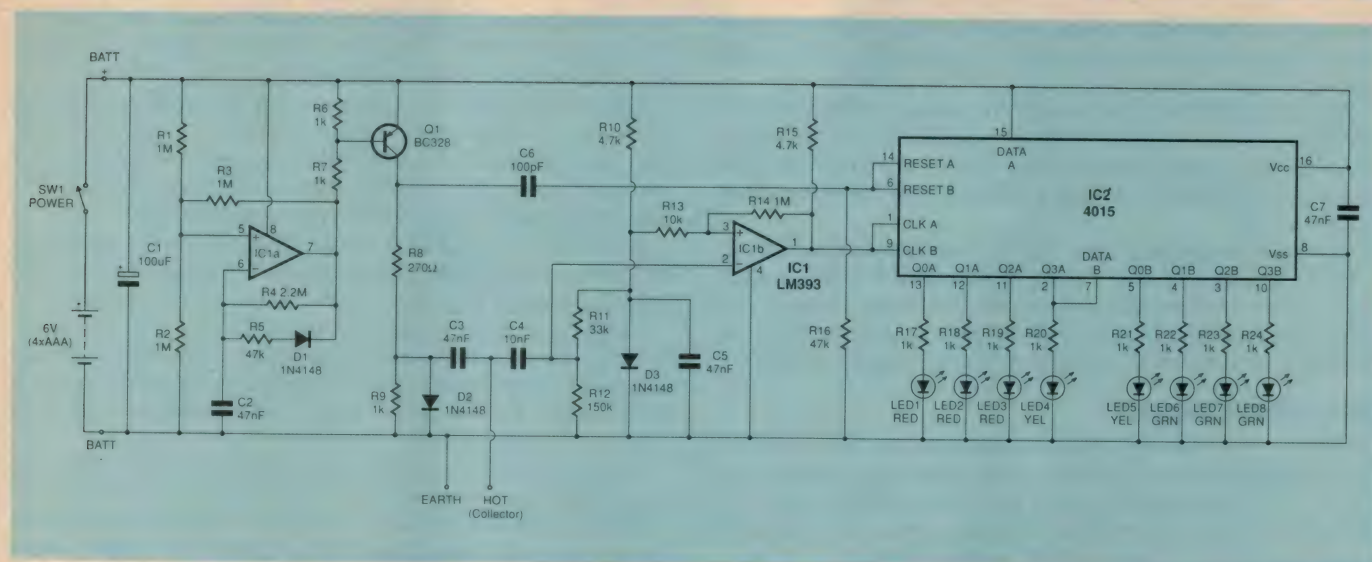 BATT
+
SW1
POWER
6V
(4xAAA)
BATT
C1
100uF
R1
1M
R2
1M
R3
1M
5
+
8
IC1a
7
6
R4 2.2M
R5
47k
D1
1N4148
C2
47nF
R6
1k
R7
1k
Q1
BC328
R8
270Ω
R9
1k
D2
1N4148
C3
47nF
C4
10nF
EARTH
HOT
(Collector)
C6
100pF
R10
4.7k
R11
33k
R12
150k
R13
10k
R14 1M
3
+
IC1b
1
2
4
IC1
LM393
D3
1N4148
C5
47nF
R15
4.7k
R16
47k
15
DATA
A
14
RESET A
6
RESET B
1
CLK A
9
CLK B
IC2
4015
Vcc
16
Vss
8
C7
47nF
Q0A
Q1A
Q2A
Q3A
DATA
B
Q0B
Q1B
Q2B
Q3B
13
12
11
2
7
5
4
3
10
R17
1k
R18
1k
R19
1k
R20
1k
R21
1k
R22
1k
R23
1k
R24
1k
LED1
RED
LED2
RED
LED3
RED
LED4
YEL
LED5
YEL
LED6
GRN
LED7
GRN
LED8
GRN